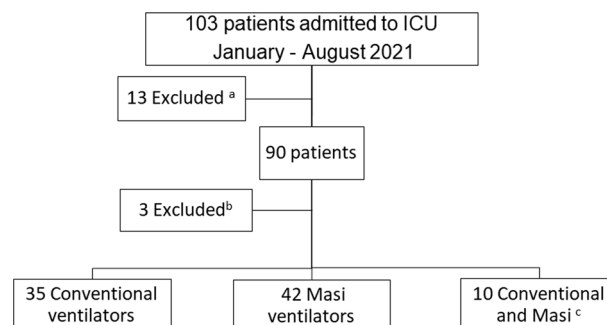 103 patients admitted to ICU
January - August 2021
13 Excluded ᵃ
90 patients
3 Excludedᵇ
35 Conventional
ventilators
42 Masi
ventilators
10 Conventional
and Masi ᶜ